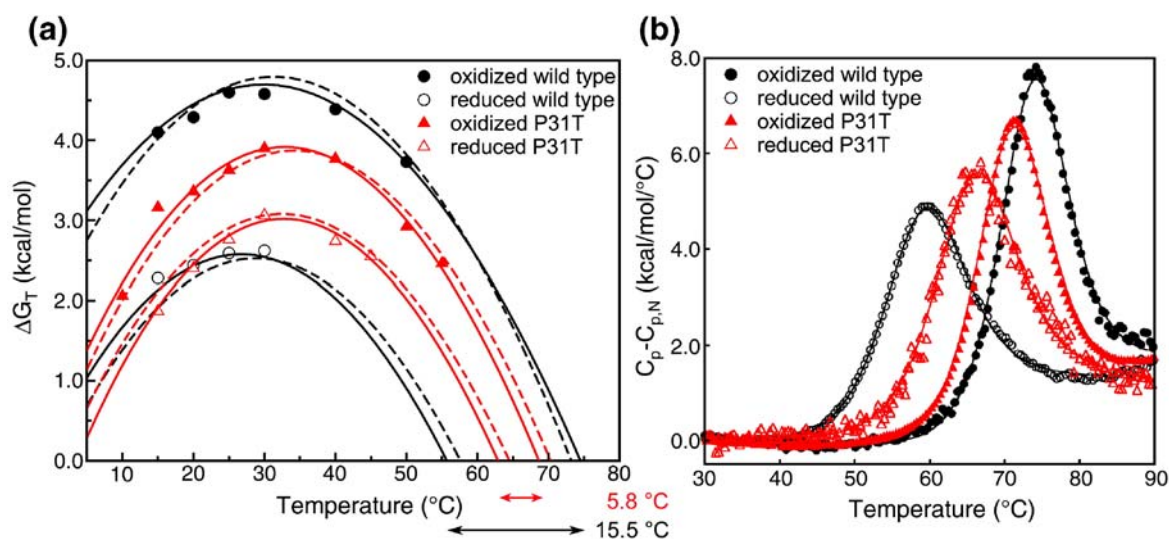 (a)
5.0
4.0
3.0
2.0
1.0
0.0
ΔG_T (kcal/mol)
oxidized wild type
reduced wild type
oxidized P31T
reduced P31T
10 20 30 40 50 60 70 80
Temperature (°C)
5.8 °C
15.5 °C
(b)
8.0
6.0
4.0
2.0
0.0
C_p-C_p,N (kcal/mol/°C)
oxidized wild type
reduced wild type
oxidized P31T
reduced P31T
30 40 50 60 70 80 90
Temperature (°C)